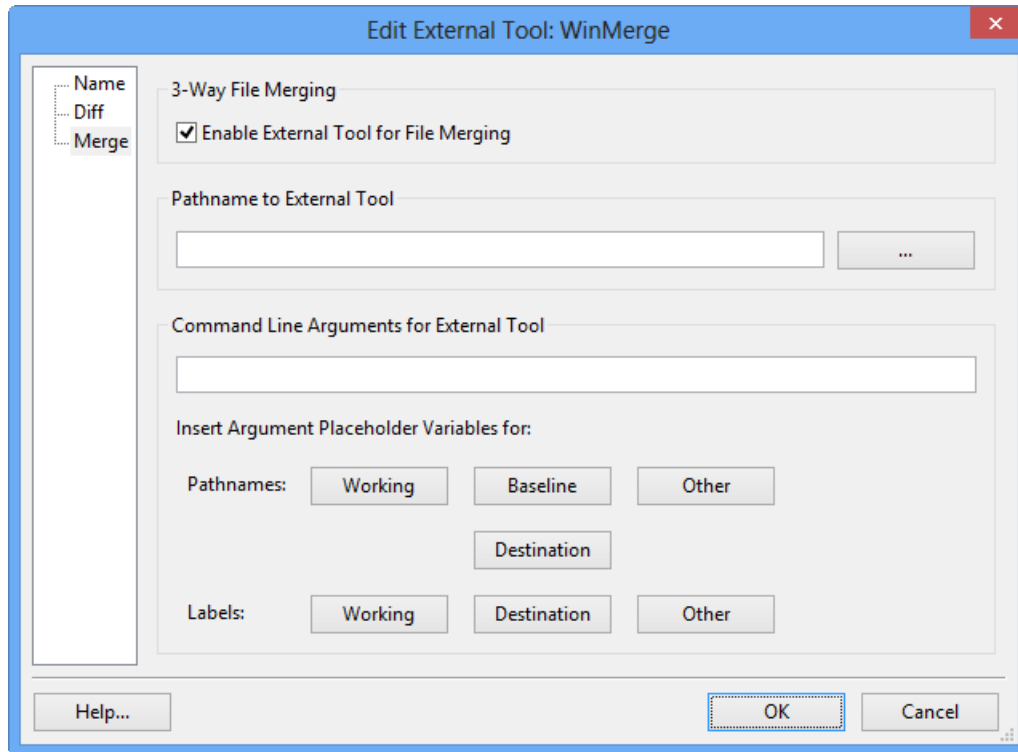 Edit External Tool: WinMerge
×
Name
Diff
Merge
3-Way File Merging
Enable External Tool for File Merging
Pathname to External Tool
...
Command Line Arguments for External Tool
Insert Argument Placeholder Variables for:
Pathnames: Working Baseline Other
Destination
Labels: Working Destination Other
Help... OK Cancel